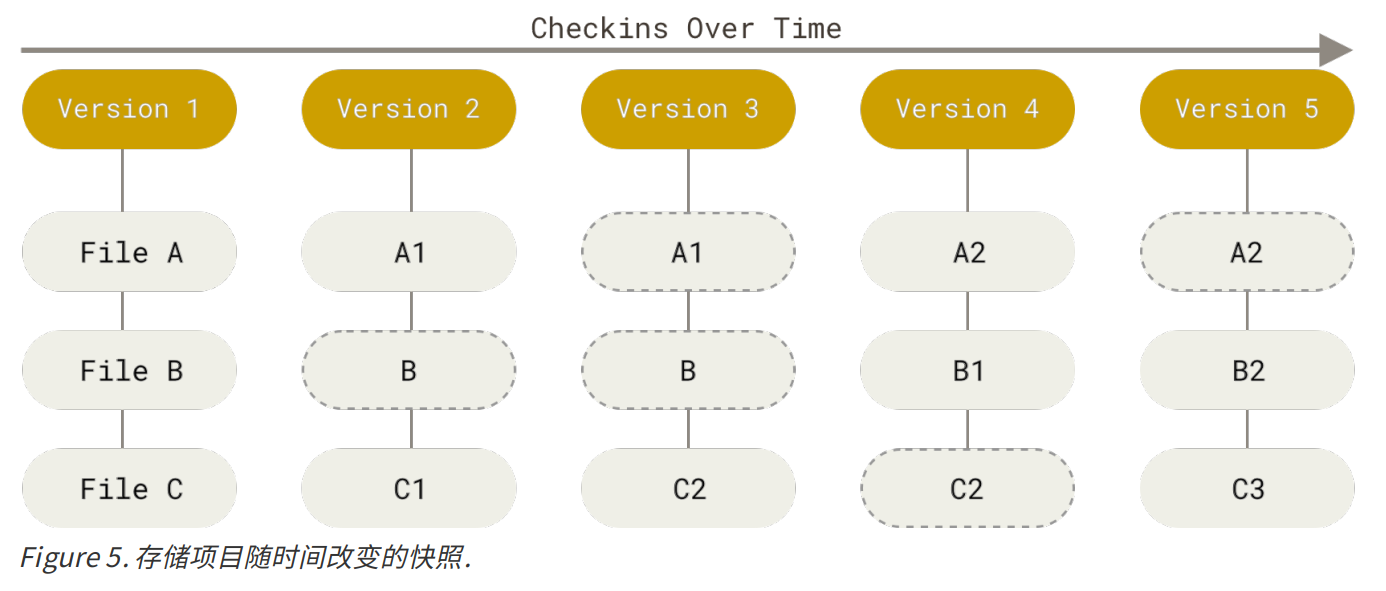 Checkins Over Time
Version 1 Version 2 Version 3 Version 4 Version 5
File A A1 A1 A2 A2
File B B B B1 B2
File C C1 C2 C2 C3
Figure 5. 存储项目随时间改变的快照.